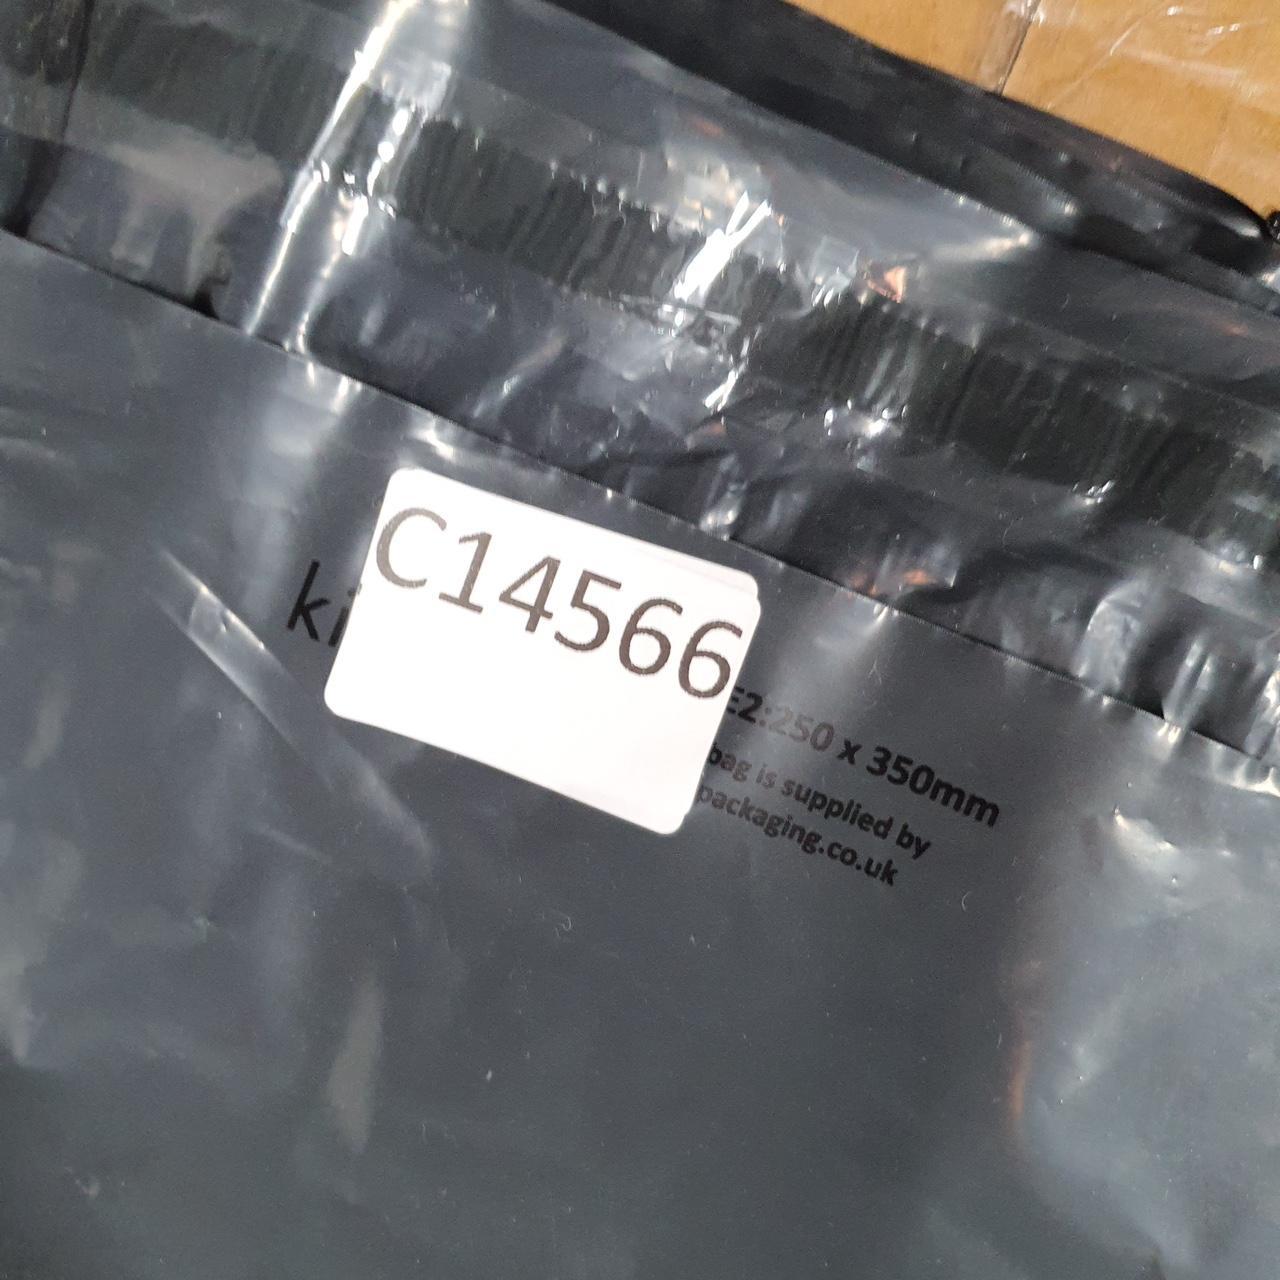 C14566
ki
E2:250 x 350mm
bag is supplied by
packaging.co.uk